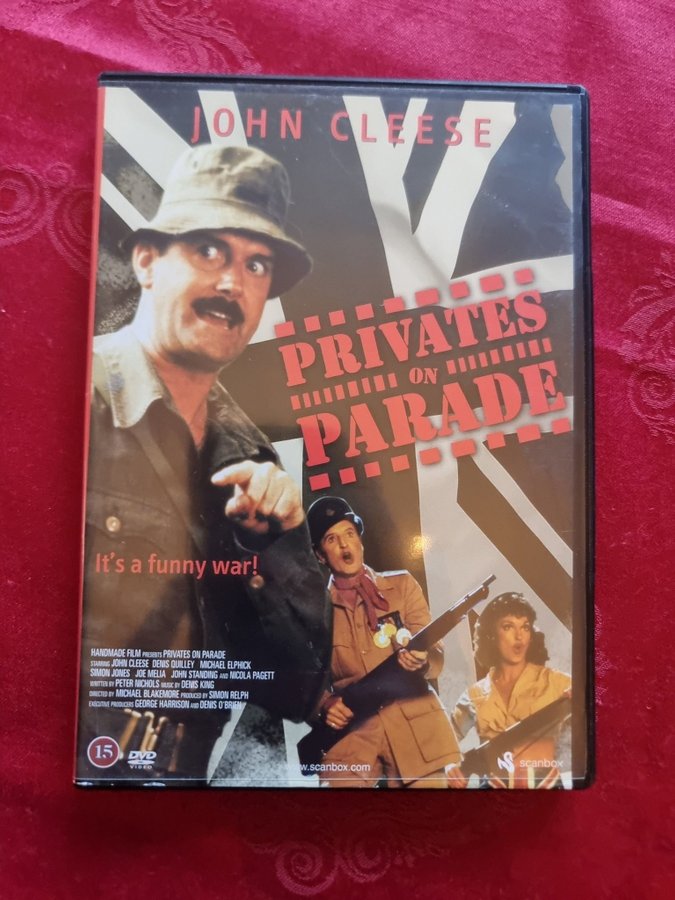 JOHN CLEESE
PRIVATES
ON
PARADE
It's a funny war!
HANDMADE FILM PRESENTS PRIVATES ON PARADE
STARRING JOHN CLEESE DENIS QUILLEY MICHAEL ELPHICK
SIMON JONES JOE MELIA JOHN STANDING AND NICOLA PAGETT
WRITTEN BY PETER NICHOLS MUSIC BY DENIS KING
DIRECTED BY MICHAEL BLAKEMORE PRODUCED BY SIMON RELPH
EXECUTIVE PRODUCERS GEORGE HARRISON AND DENIS O'BRIEN
15
DVD
VIDEO
www.scanbox.com
scanbox